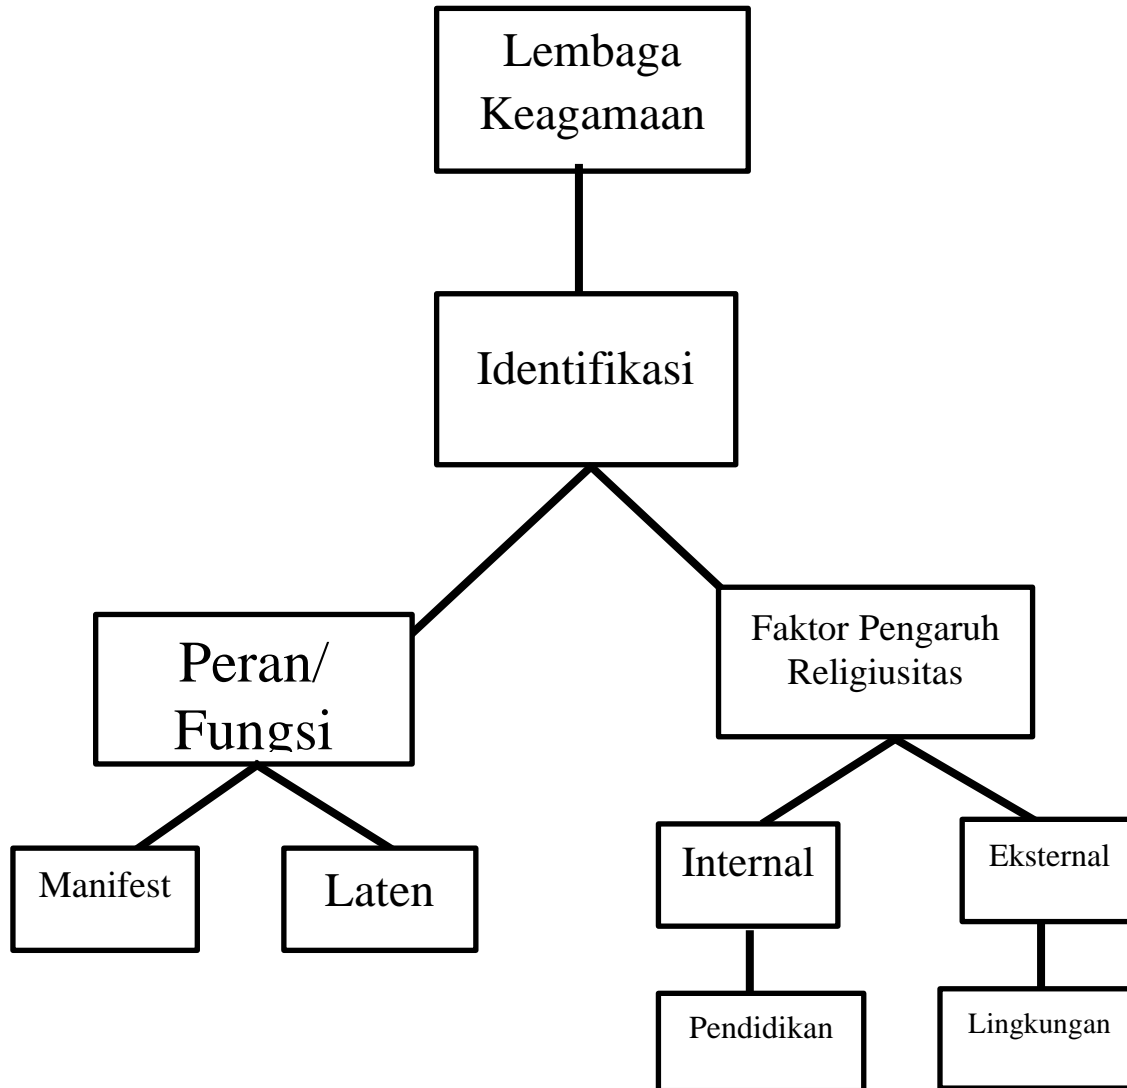 Lembaga
Keagamaan
Identifikasi
Peran/
Fungsi
Faktor Pengaruh
Religiusitas
Manifest
Laten
Internal
Eksternal
Pendidikan
Lingkungan